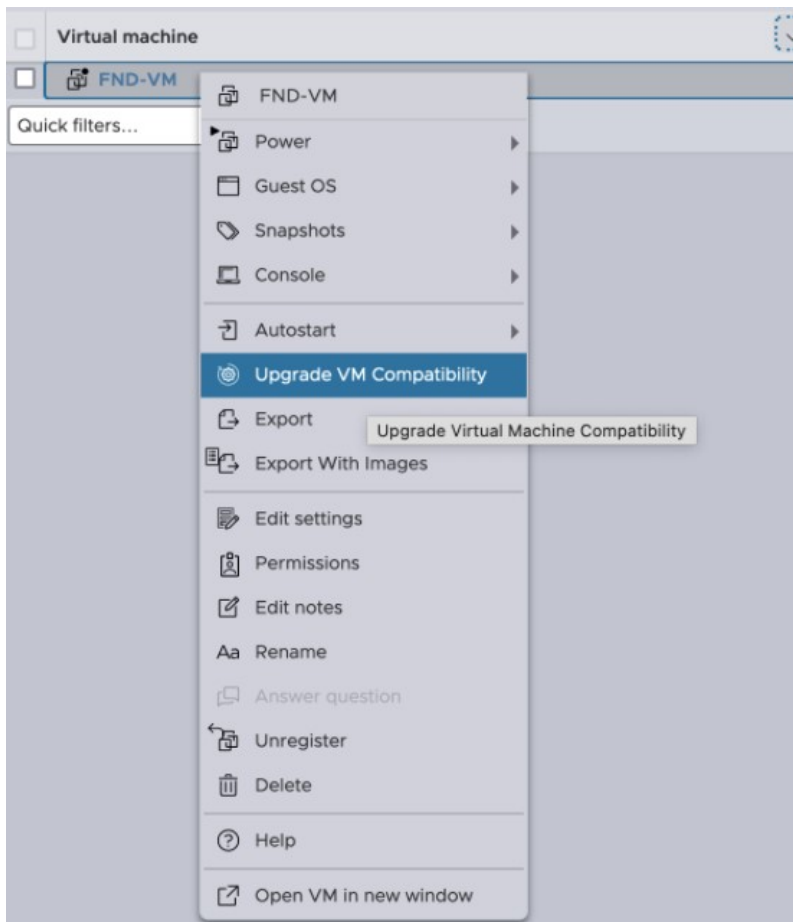 Virtual machine
FND-VM
Quick filters...
FND-VM
Power
Guest OS
Snapshots
Console
Autostart
Upgrade VM Compatibility
Export
Upgrade Virtual Machine Compatibility
Export With Images
Edit settings
Permissions
Edit notes
Aa Rename
Answer question
Unregister
Delete
Help
Open VM in new window